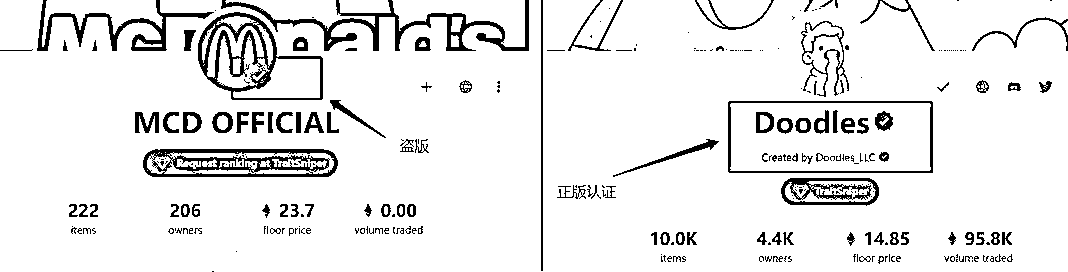 McDonald's
MCD OFFICIAL
盗版
Request ranking at TraitSniper
222
206
23.7
0.00
items
owners
floor price
volume traded
Doodles
Created by Doodles_LLC
正版认证
TraitSniper
10.0K
4.4K
14.85
95.8K
items
owners
floor price
volume traded